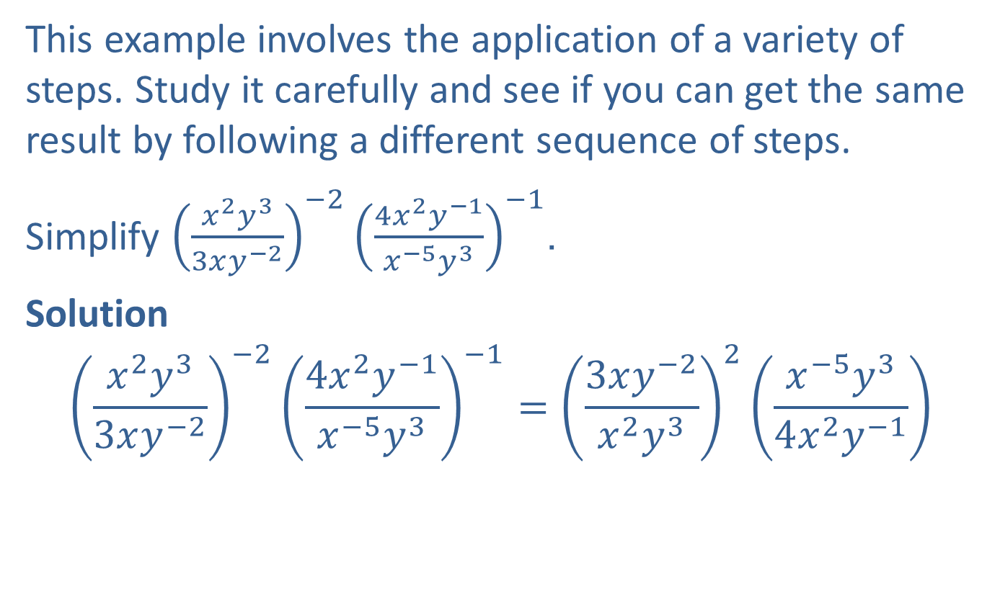 This example involves the application of a variety of
steps. Study it carefully and see if you can get the same
result by following a different sequence of steps.
Simplify $\left(\frac{x^2y^3}{3xy^{-2}}\right)^{-2}\left(\frac{4x^2y^{-1}}{x^{-5}y^3}\right)^{-1}$.
Solution
$\left(\frac{x^2y^3}{3xy^{-2}}\right)^{-2}\left(\frac{4x^2y^{-1}}{x^{-5}y^3}\right)^{-1} = \left(\frac{3xy^{-2}}{x^2y^3}\right)^{2}\left(\frac{x^{-5}y^3}{4x^2y^{-1}}\right)$